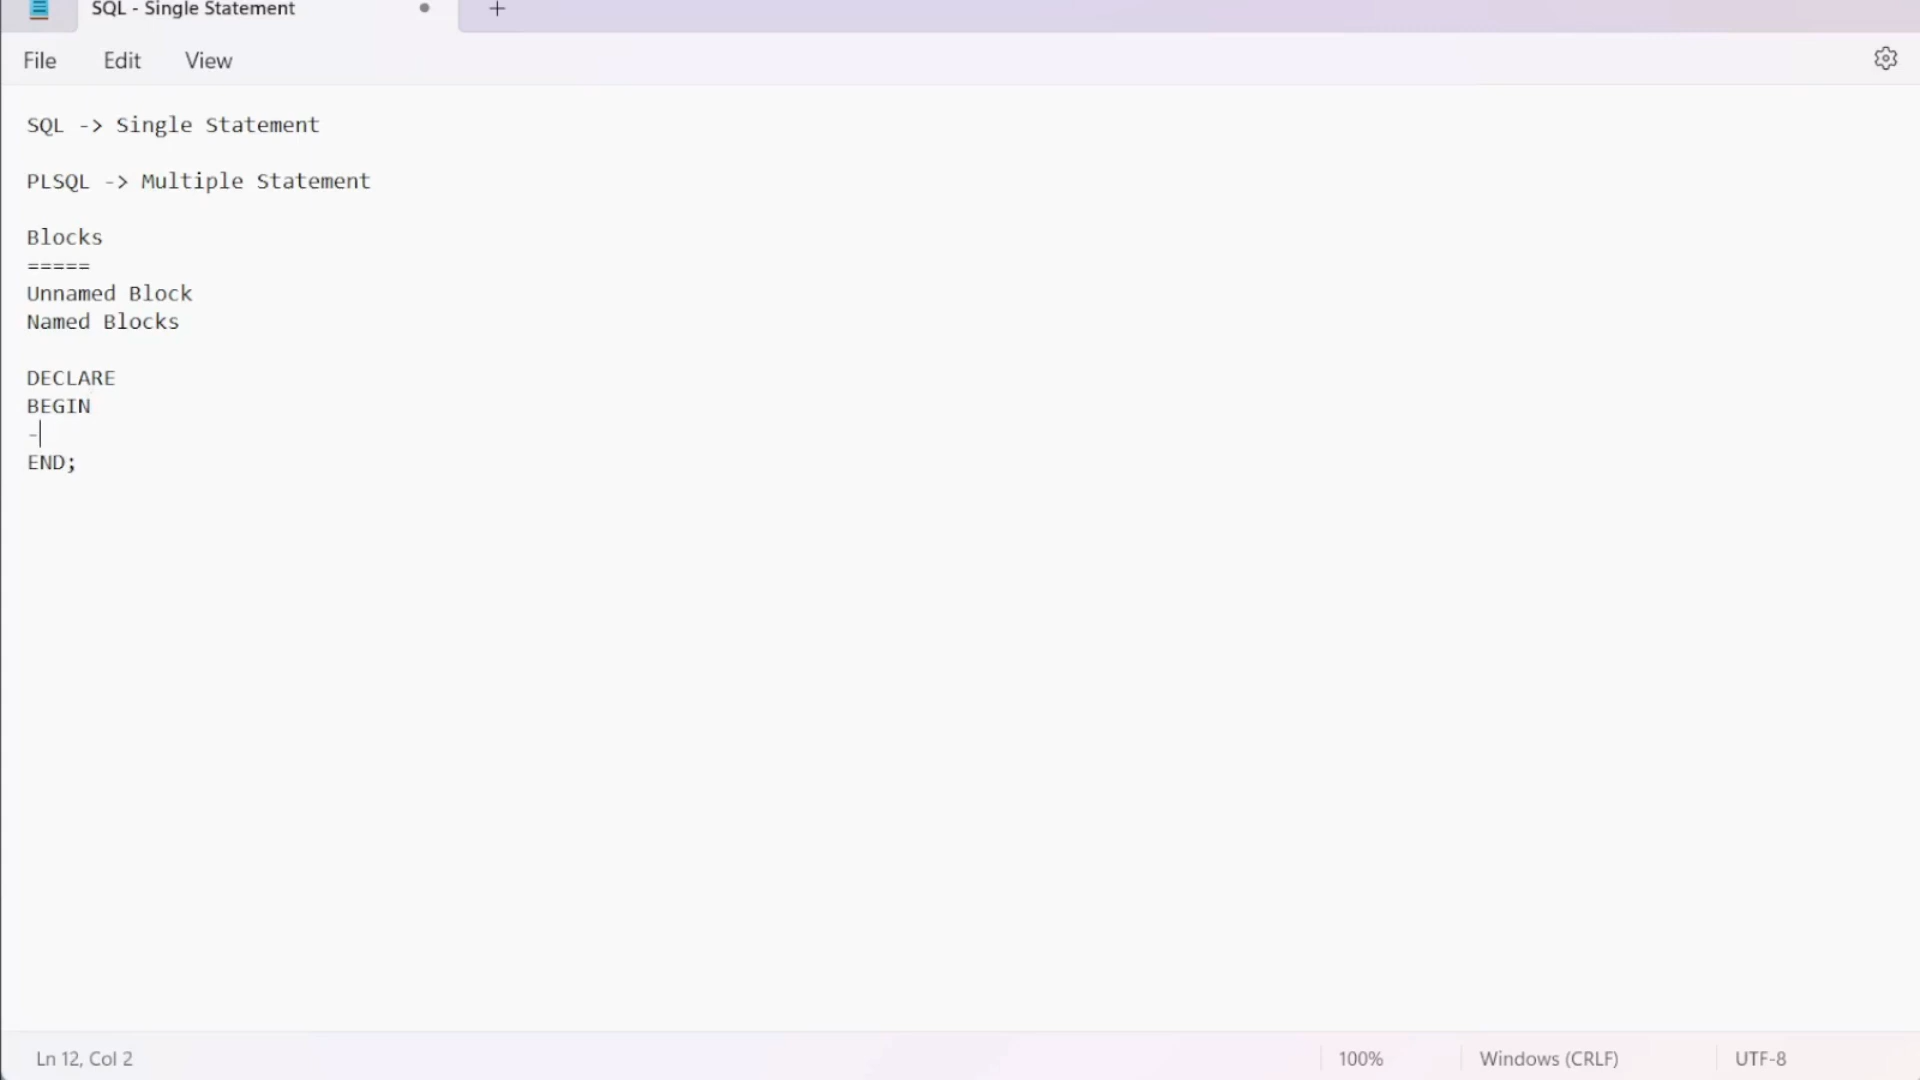 SQL - Single Statement
File Edit View
SQL -> Single Statement
PLSQL -> Multiple Statement
Blocks
=====
Unnamed Block
Named Blocks
DECLARE
BEGIN
-
END;
Ln 12, Col 2 100% Windows (CRLF) UTF-8